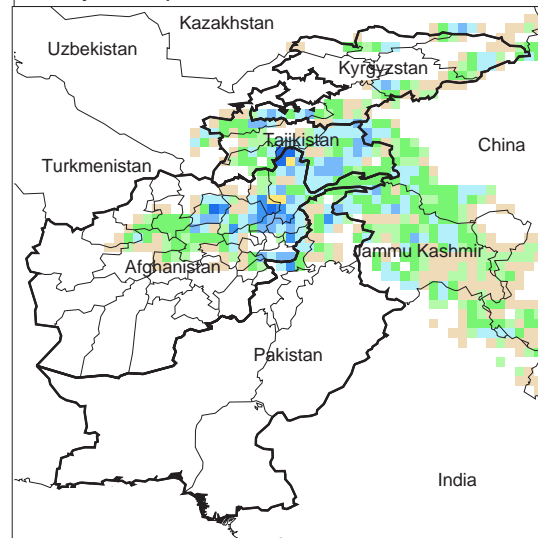 Kazakhstan
Uzbekistan
Kyrgyzstan
Tajikistan
China
Turkmenistan
Jammu Kashmir
Afghanistan
Pakistan
India